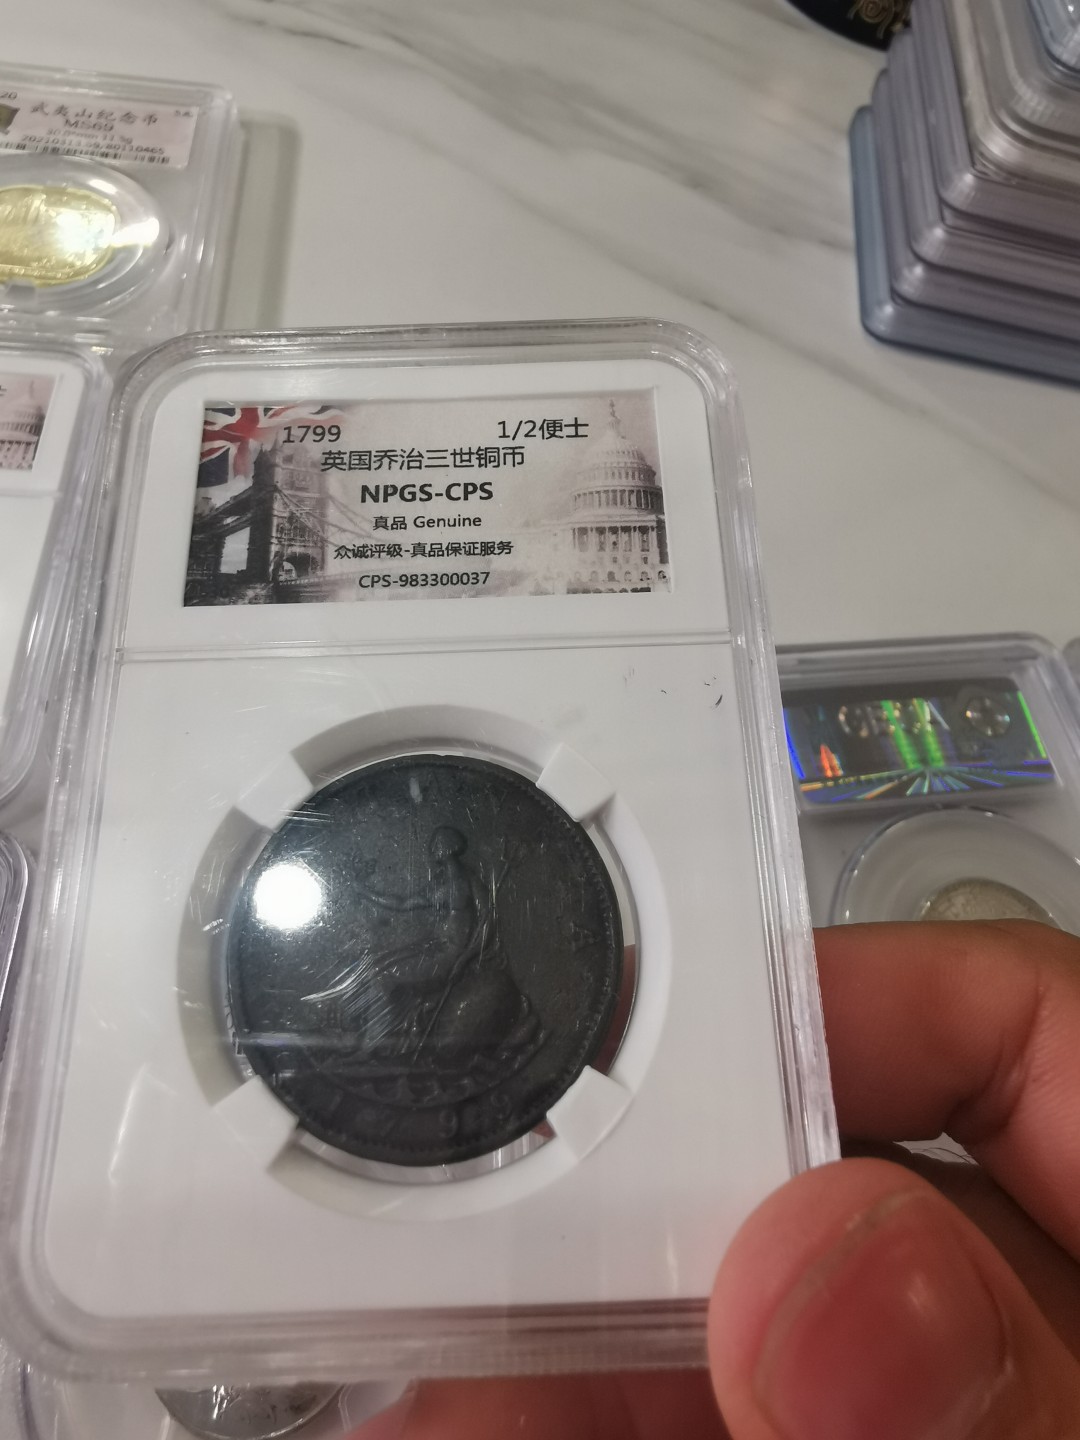 武夷山纪念币
MS69
1799 1/2便士
英国乔治三世铜币
NPGS-CPS
真品 Genuine
众诚评级-真品保证服务
CPS-983300037
1799